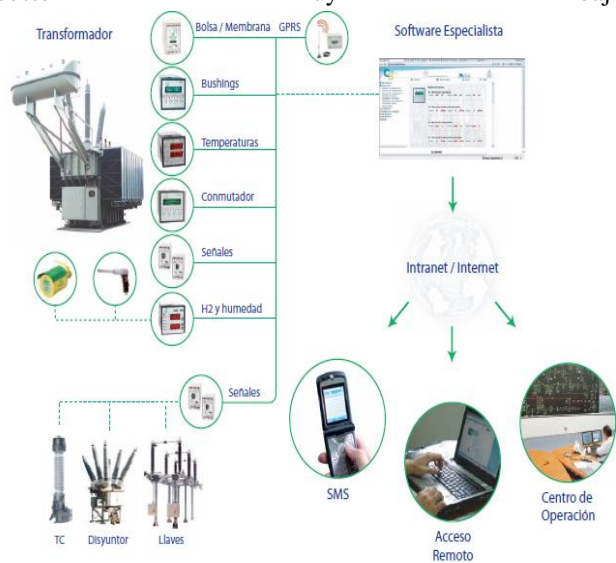 Transformador
Bolsa / Membrana
GPRS
Software Especialista
Bushings
Temperaturas
Conmutador
Señales
H2 y humedad
Intranet / Internet
Señales
TC
Disyuntor
Llaves
SMS
Acceso
Remoto
Centro de
Operación